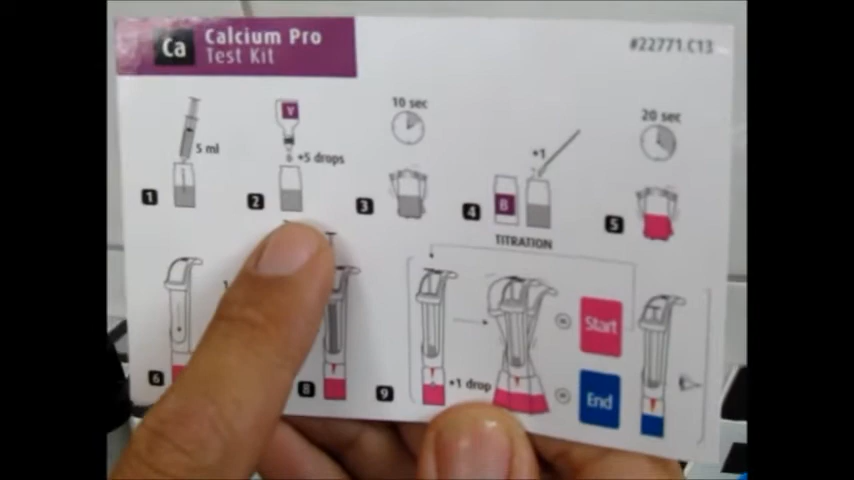 Ca
Calcium Pro
Test Kit
#22771.C13
1
5 ml
2
V
+5 drops
3
10 sec
4
B
+1
5
20 sec
TITRATION
6
8
9
+1 drop
=
Start
=
End